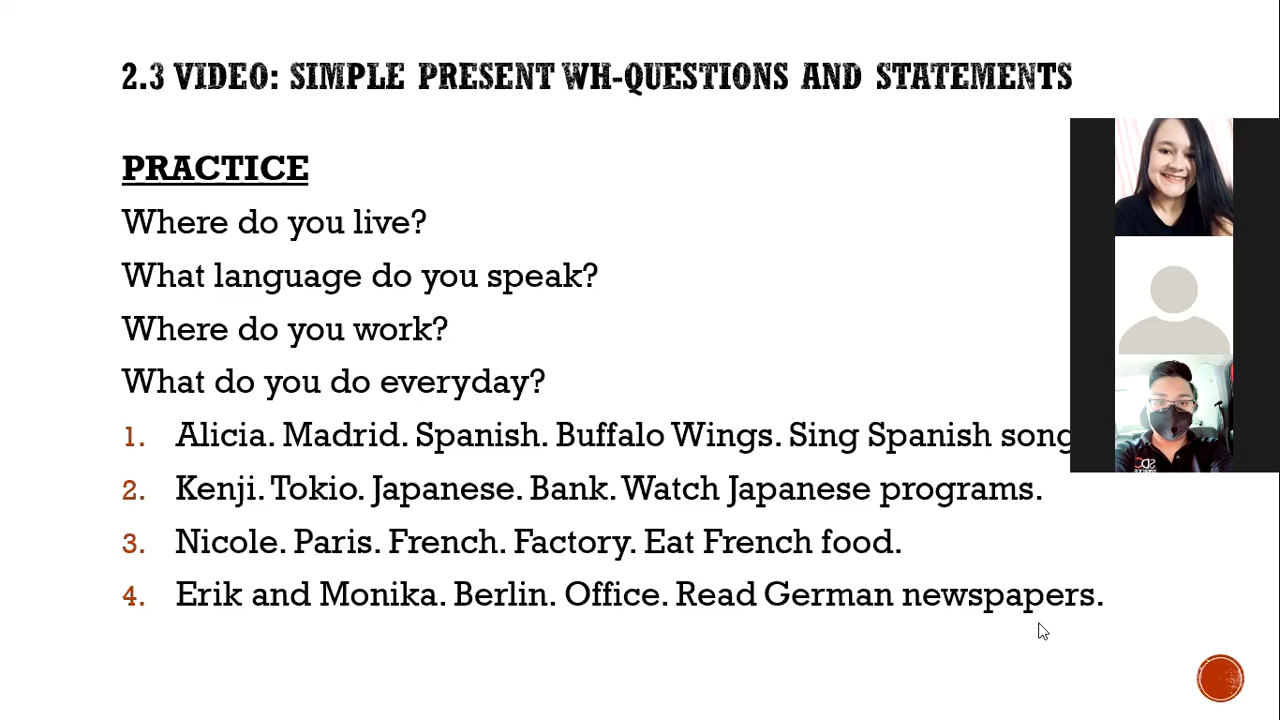 2.3 VIDEO: SIMPLE PRESENT WH-QUESTIONS AND STATEMENTS
PRACTICE
Where do you live?
What language do you speak?
Where do you work?
What do you do everyday?
1. Alicia. Madrid. Spanish. Buffalo Wings. Sing Spanish song
2. Kenji. Tokio. Japanese. Bank. Watch Japanese programs.
3. Nicole. Paris. French. Factory. Eat French food.
4. Erik and Monika. Berlin. Office. Read German newspapers.